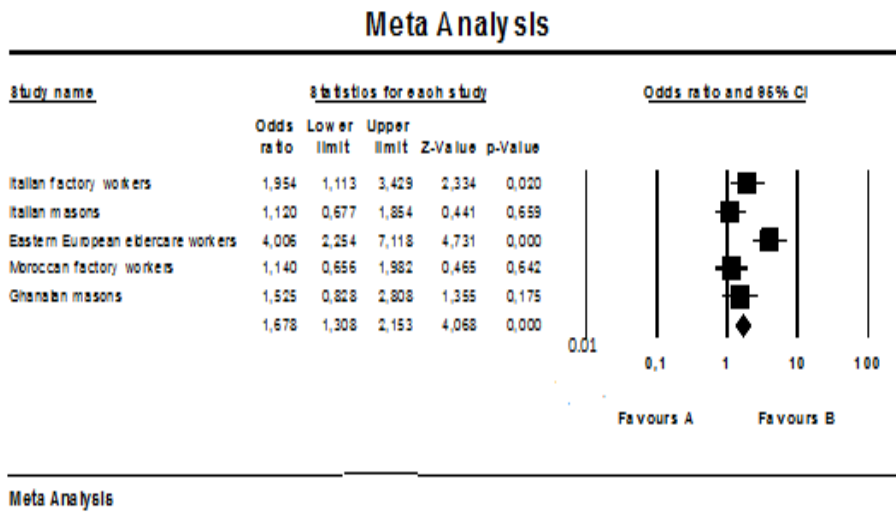 Meta Analysis
Study name Statistics for each study Odds ratio and 95% CI
Odds Lower Upper
ratio limit limit Z-Value p-Value
Italian factory workers 1,954 1,113 3,429 2,334 0,020
Italian masons 1,120 0,677 1,854 0,441 0,659
Eastern European eldercare workers 4,006 2,254 7,118 4,731 0,000
Moroccan factory workers 1,140 0,656 1,982 0,465 0,642
Ghanaian masons 1,525 0,828 2,808 1,355 0,175
1,678 1,308 2,153 4,068 0,000
0.01 0,1 1 10 100
Favours A Favours B
Meta Analysis